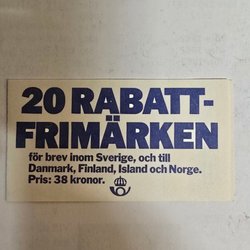 20 RABATT-
FRIMÄRKEN
för brev inom Sverige, och till
Danmark, Finland, Island och Norge.
Pris: 38 kronor.